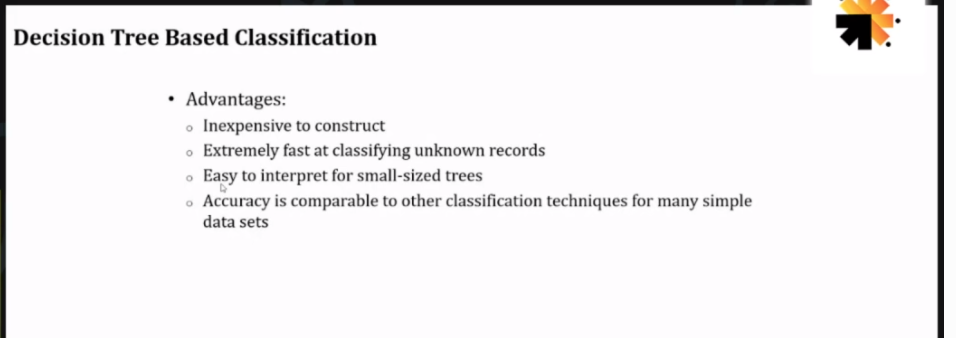 Decision Tree Based Classification
• Advantages:
o Inexpensive to construct
o Extremely fast at classifying unknown records
o Easy to interpret for small-sized trees
o Accuracy is comparable to other classification techniques for many simple
data sets